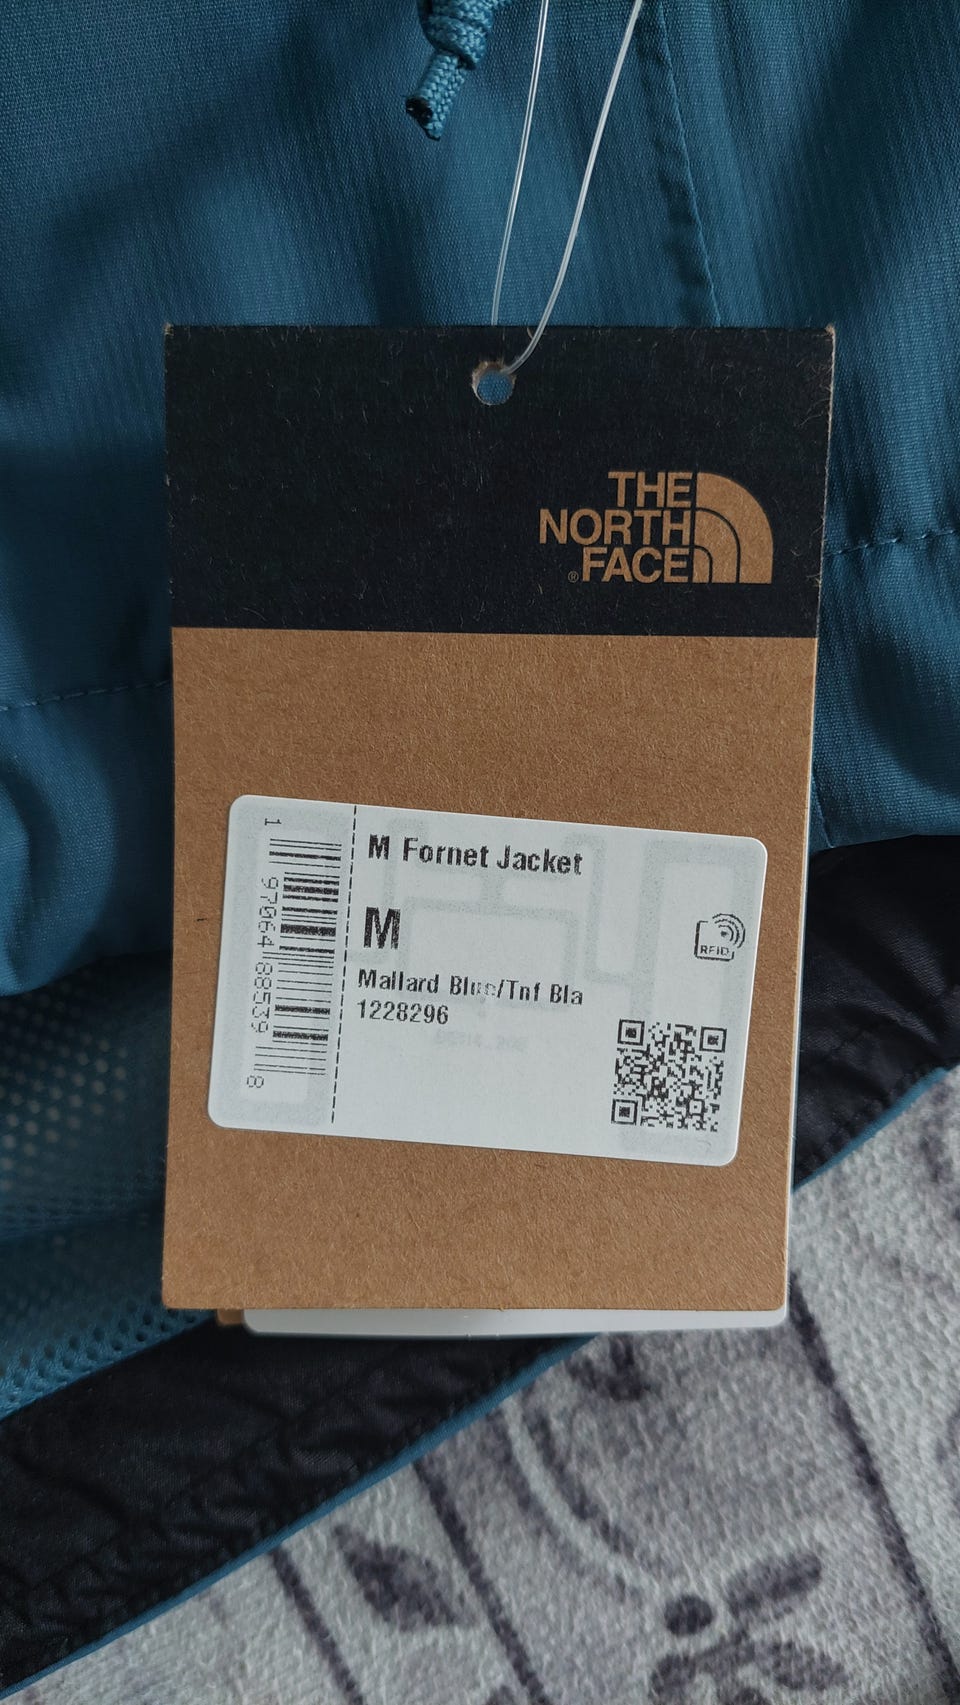 THE
NORTH
® FACE
M Fornet Jacket
M
RFID
Mallard Blue/Tnf Bla
1228296
1 97064 88539 8